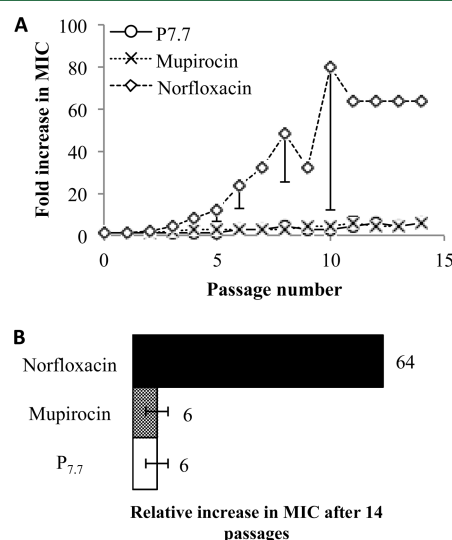 A
Fold increase in MIC
100
80
60
40
20
0
P7.7
Mupirocin
Norfloxacin
0
5
10
15
Passage number
B
Norfloxacin
64
Mupirocin
6
P7.7
6
Relative increase in MIC after 14
passages